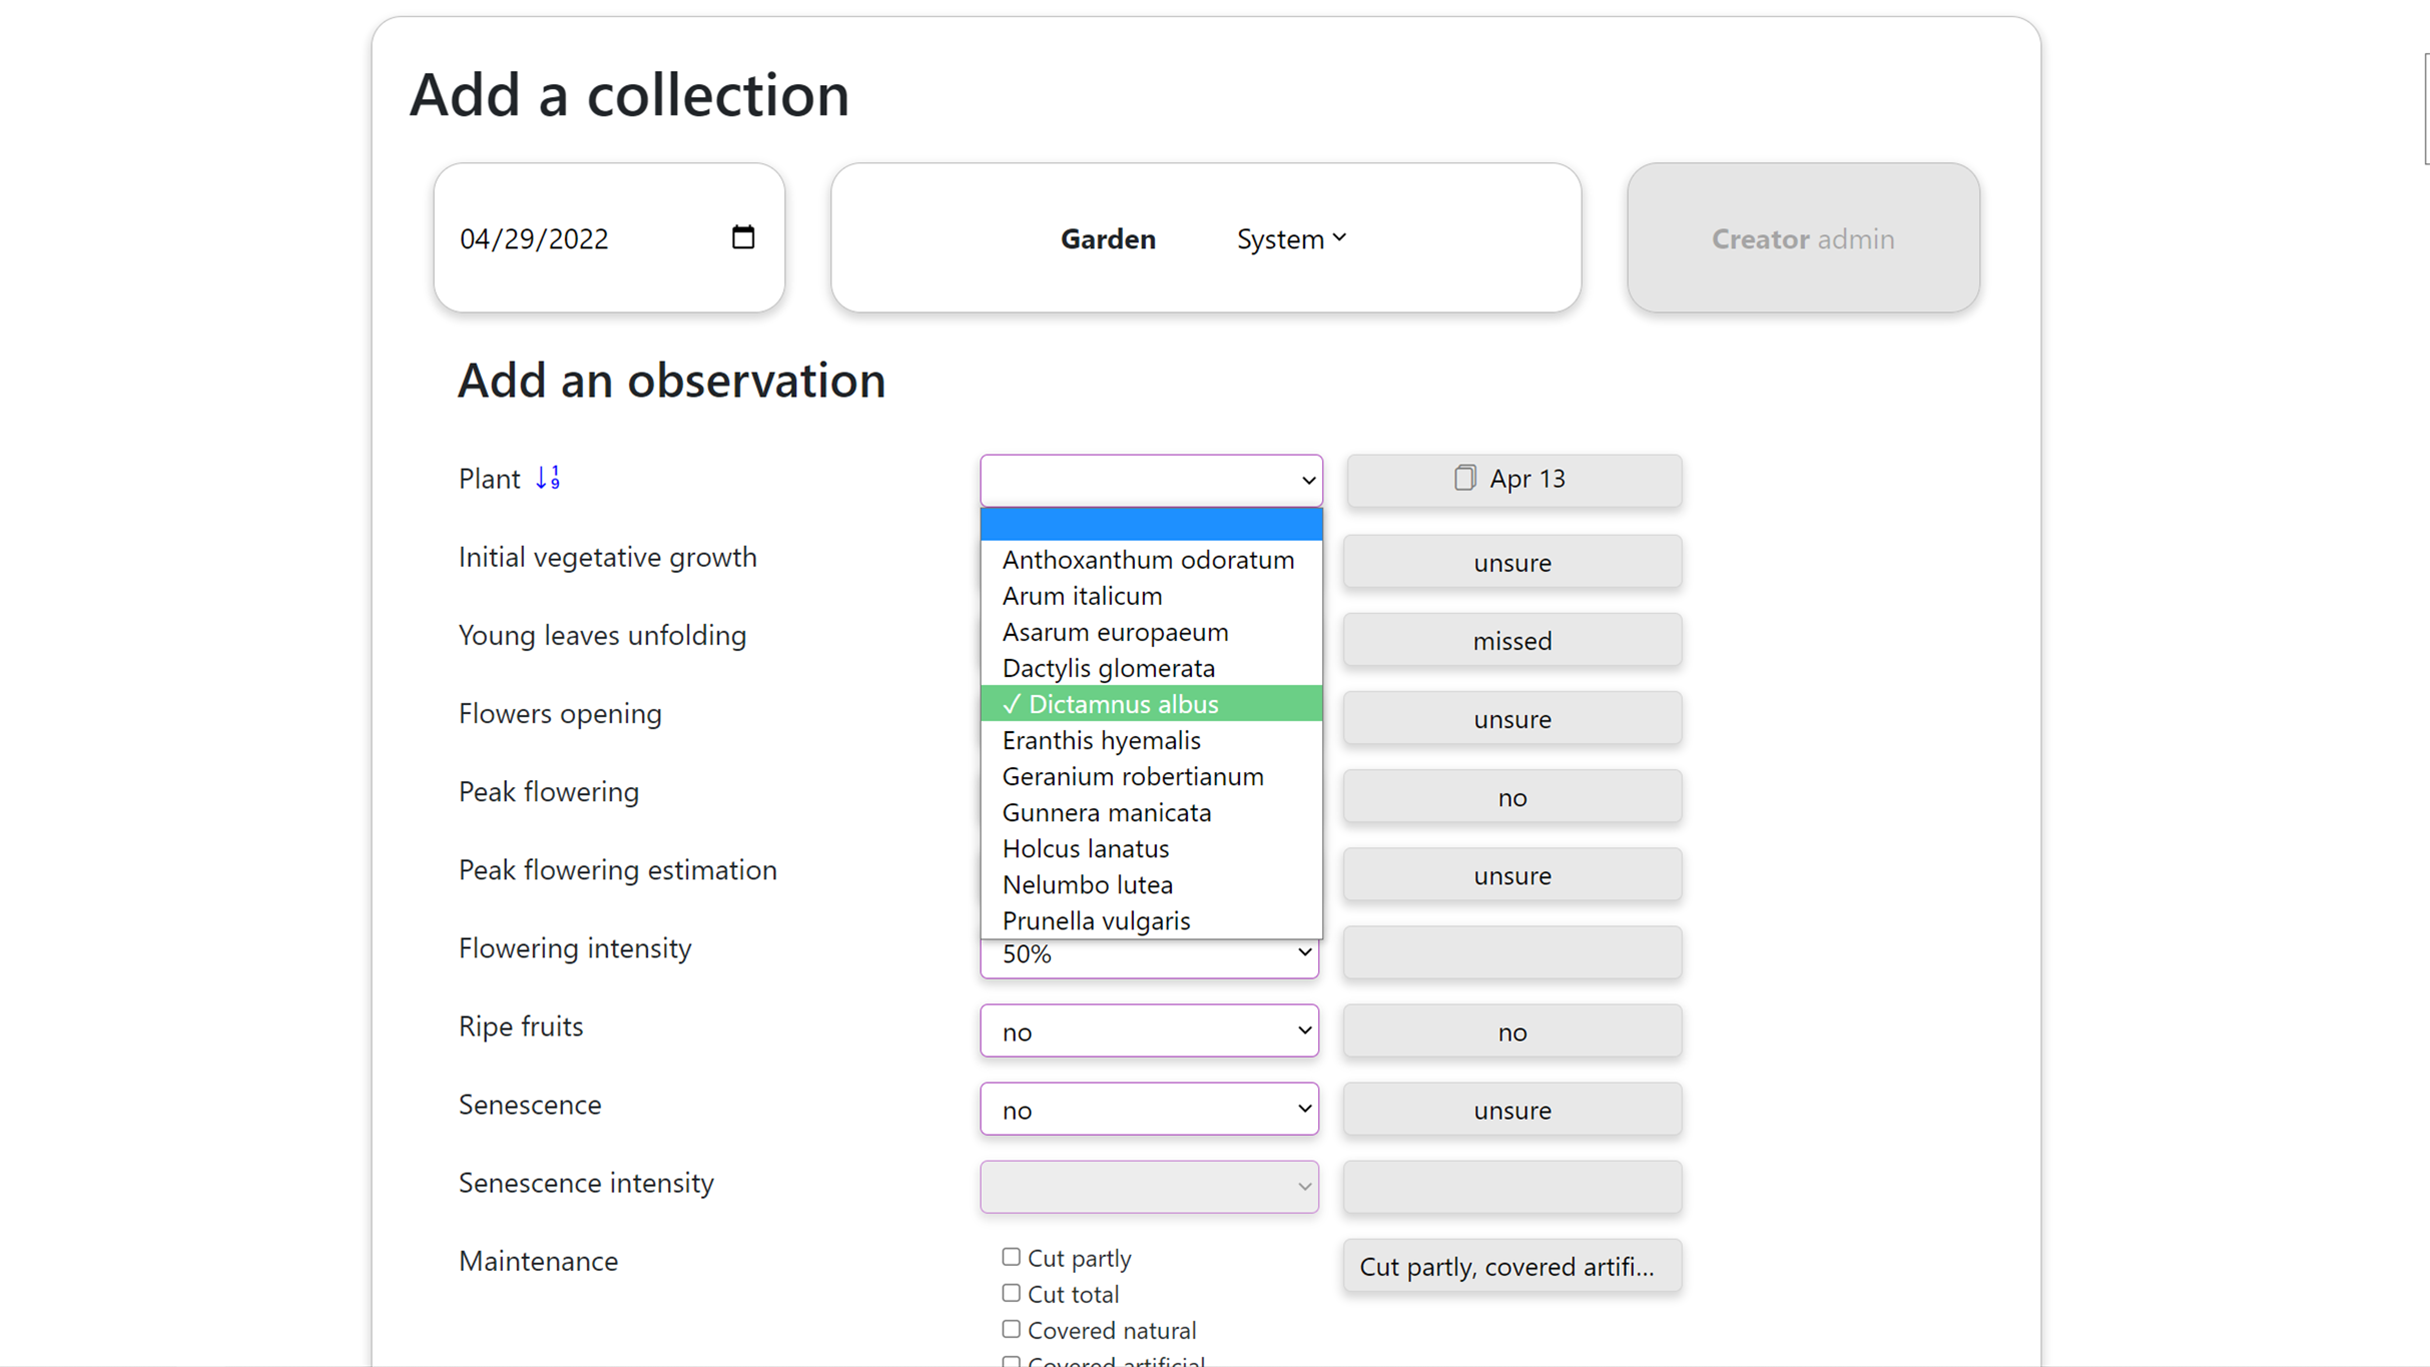 Add a collection
04/29/2022
Garden System
Creator admin
Add an observation
Plant 1 9
Apr 13
Anthoxanthum odoratum
Initial vegetative growth
unsure
Arum italicum
Young leaves unfolding
Asarum europaeum
missed
Dactylis glomerata
Flowers opening
✓ Dictamnus albus
unsure
Eranthis hyemalis
Peak flowering
Geranium robertianum
no
Gunnera manicata
Peak flowering estimation
Holcus lanatus
unsure
Nelumbo lutea
Prunella vulgaris
Flowering intensity
50%
Ripe fruits
no
no
Senescence
no
unsure
Senescence intensity
Maintenance
Cut partly
Cut partly, covered artifi...
Cut total
Covered natural
Covered artificial